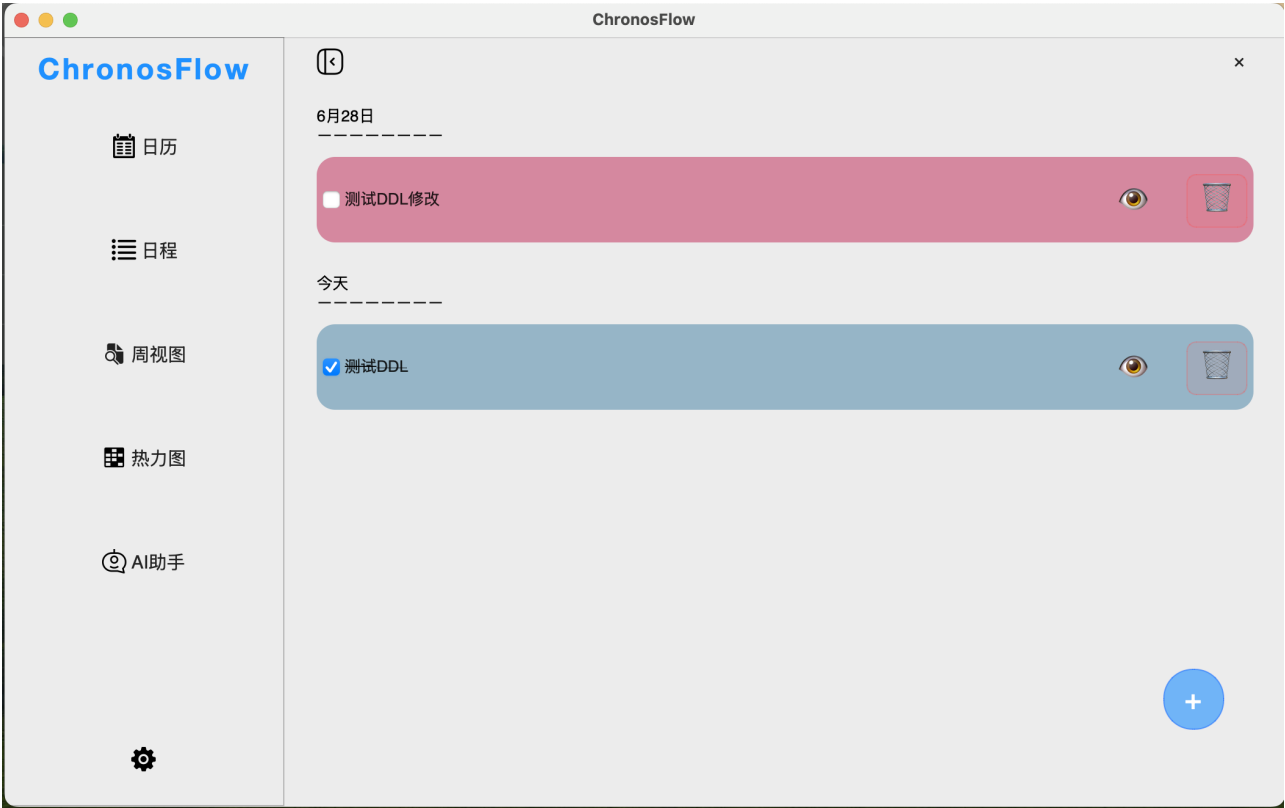 ChronosFlow
ChronosFlow
日历
日程
周视图
热力图
AI助手
×
6月28日
————————
测试DDL修改
今天
————————
测试DDL
+